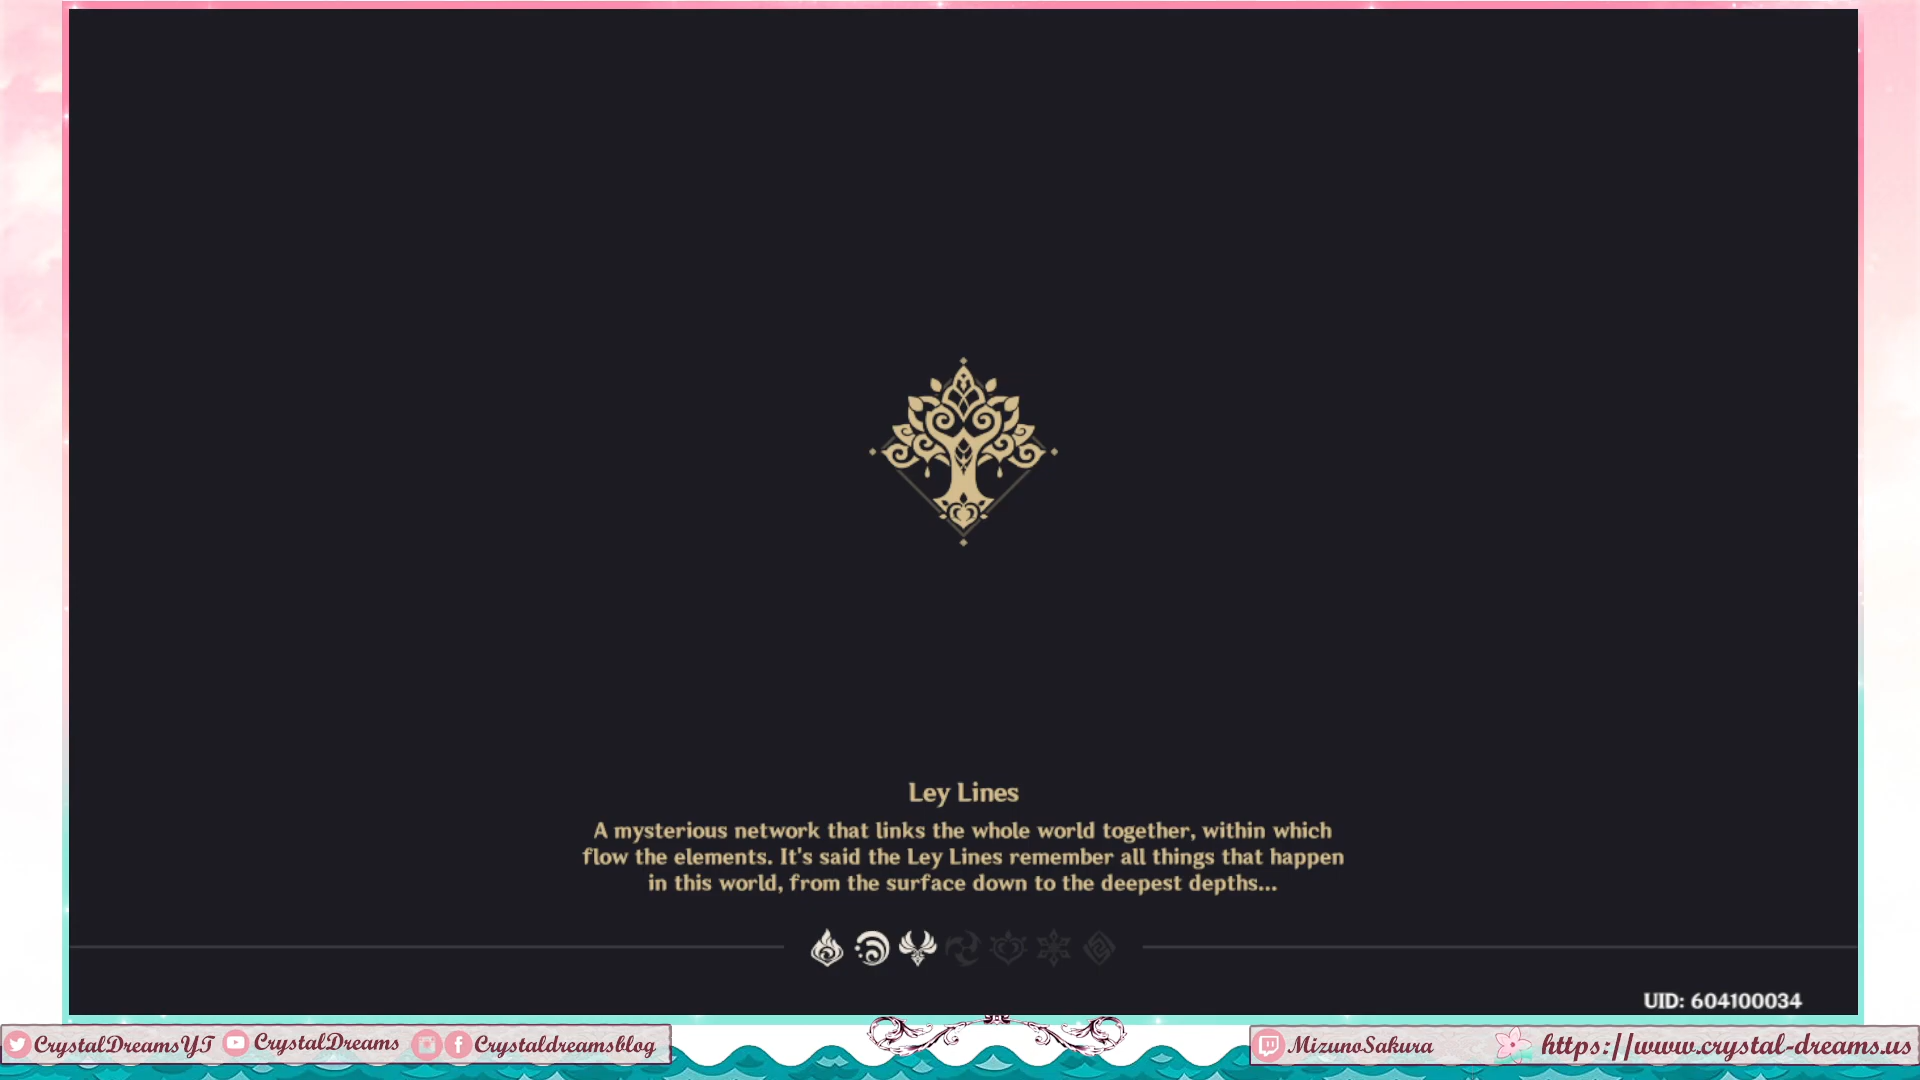 Ley Lines
A mysterious network that links the whole world together, within which
flow the elements. It's said the Ley Lines remember all things that happen
in this world, from the surface down to the deepest depths...
UID: 604100034
CrystalDreamsYT CrystalDreams Crystaldreamsblog MizunoSakura https://www.crystal-dreams.us